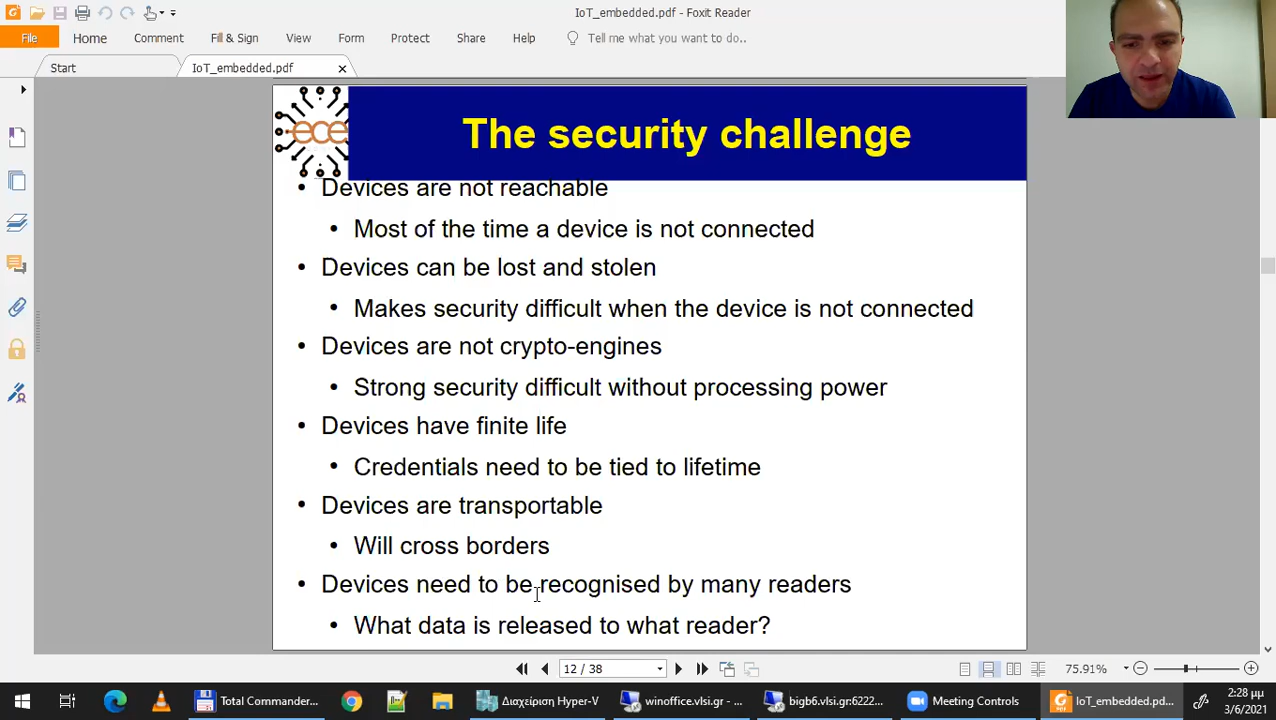 IoT_embedded.pdf - Foxit Reader
File
Home
Comment
Fill & Sign
View
Form
Protect
Share
Help
Tell me what you want to do..
Start
IoT_embedded.pdf
ece
The security challenge
• Devices are not reachable
• Most of the time a device is not connected
• Devices can be lost and stolen
• Makes security difficult when the device is not connected
• Devices are not crypto-engines
• Strong security difficult without processing power
• Devices have finite life
• Credentials need to be tied to lifetime
• Devices are transportable
• Will cross borders
• Devices need to be recognised by many readers
• What data is released to what reader?
12 / 38
75.91%
Total Commander...
Διαχείριση Hyper-V
winoffice.vlsi.gr - ...
bigb6.vlsi.gr:6222...
Meeting Controls
IoT_embedded.pd...
2:28 μμ
3/6/2021